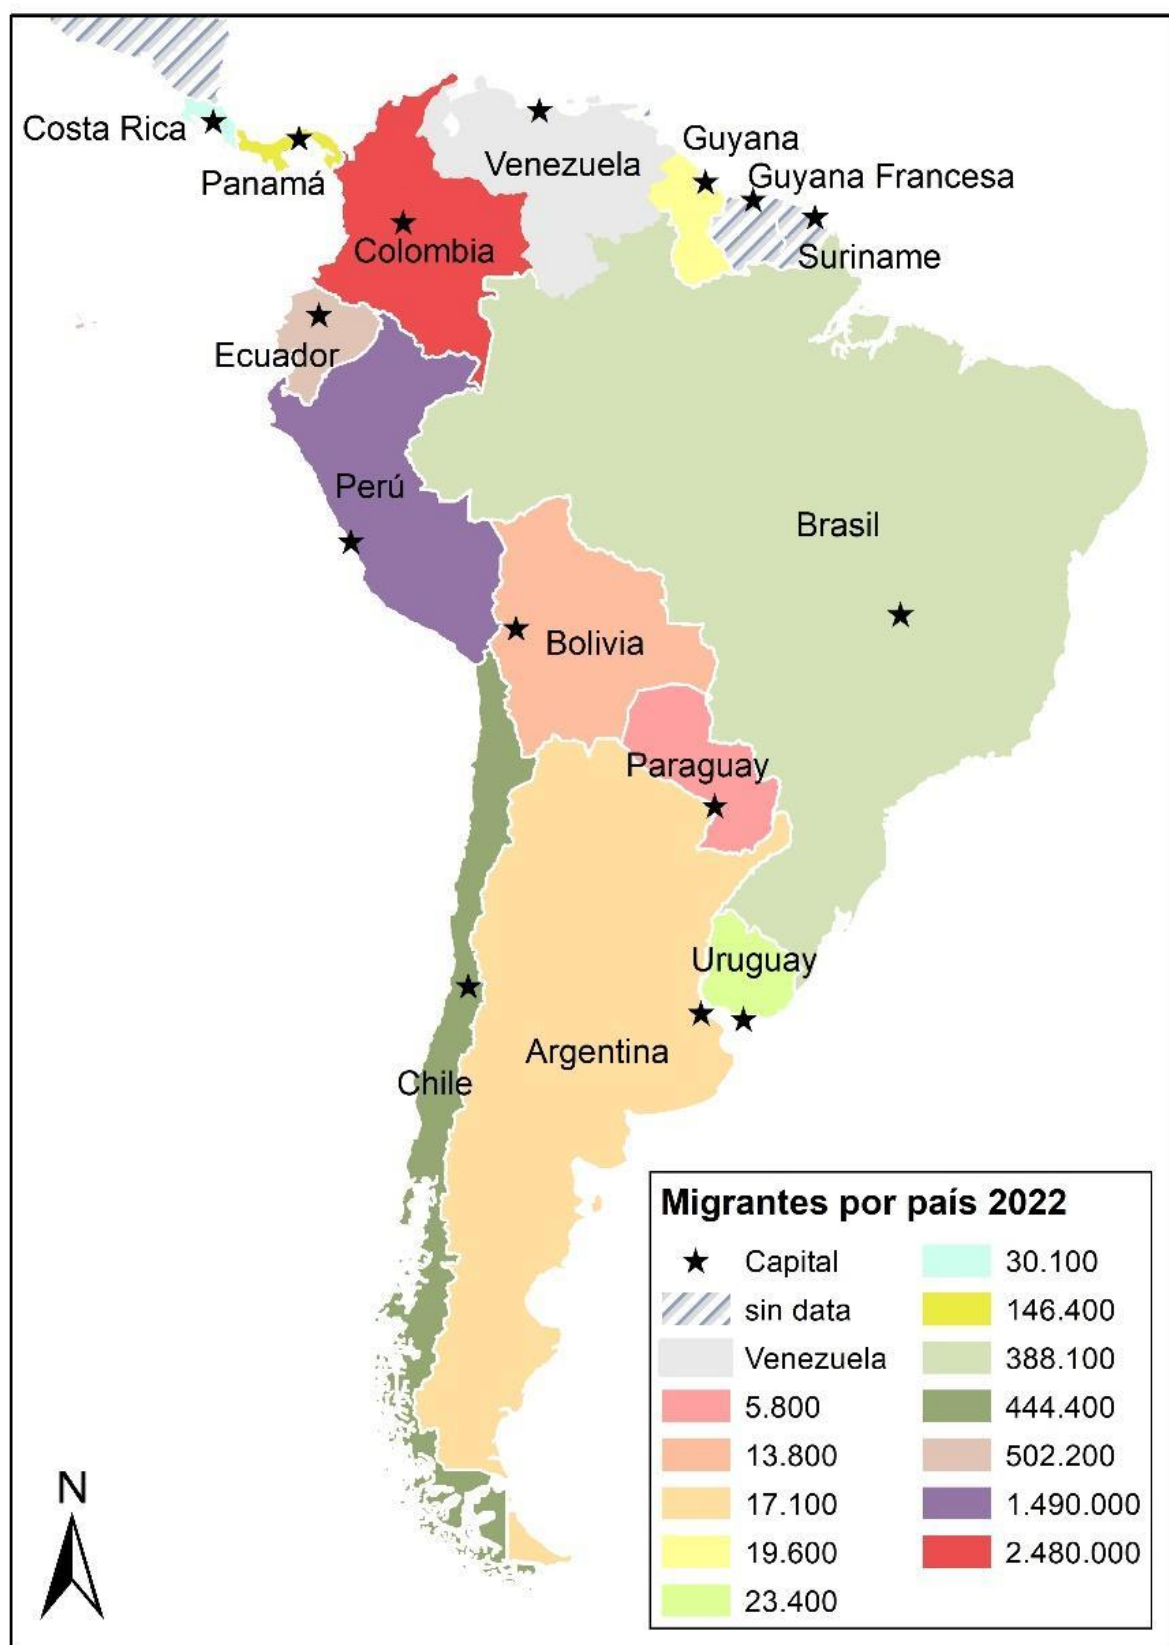 Costa Rica
Panamá
Venezuela
Guyana
Guyana Francesa
Suriname
Colombia
Ecuador
Perú
Brasil
Bolivia
Paraguay
Uruguay
Argentina
Chile
N
Migrantes por país 2022
Capital
sin data
Venezuela
5.800
13.800
17.100
19.600
23.400
30.100
146.400
388.100
444.400
502.200
1.490.000
2.480.000